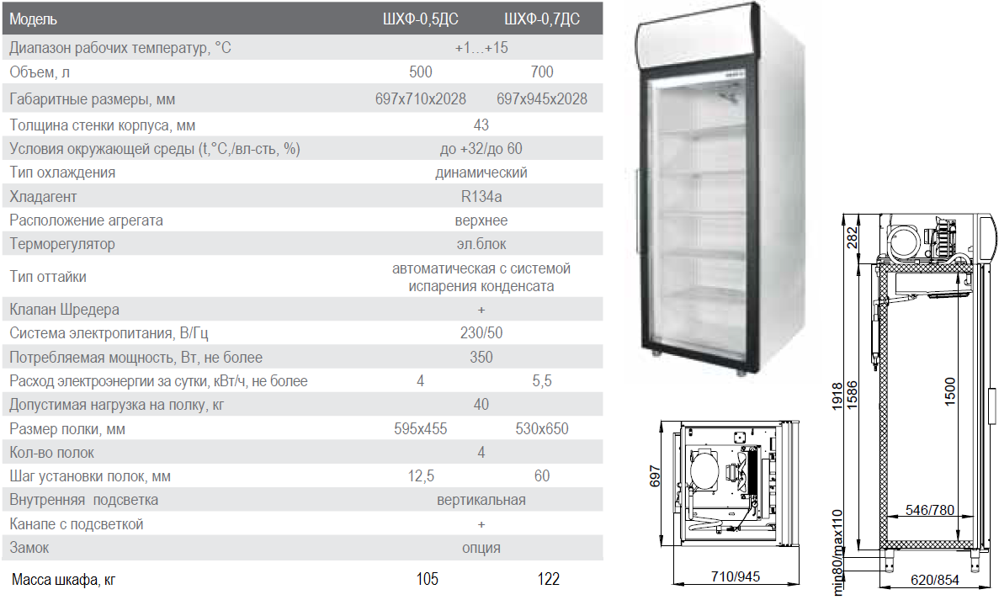 Модель ШХФ-0,5ДС ШХФ-0,7ДС
Диапазон рабочих температур, °С +1…+15
Объем, л 500 700
Габаритные размеры, мм 697х710х2028 697х945х2028
Толщина стенки корпуса, мм 43
Условия окружающей среды (t,°С,/вл-сть, %) до +32/до 60
Тип охлаждения динамический
Хладагент R134a
Расположение агрегата верхнее
Терморегулятор эл.блок
Тип оттайки автоматическая с системой
испарения конденсата
Клапан Шредера +
Система электропитания, В/Гц 230/50
Потребляемая мощность, Вт, не более 350
Расход электроэнергии за сутки, кВт/ч, не более 4 5,5
Допустимая нагрузка на полку, кг 40
Размер полки, мм 595х455 530х650
Кол-во полок 4
Шаг установки полок, мм 12,5 60
Внутренняя подсветка вертикальная
Канапе с подсветкой +
Замок опция
Масса шкафа, кг 105 122
697
710/945
282
1918
1586
1500
546/780
min80/max110
620/854